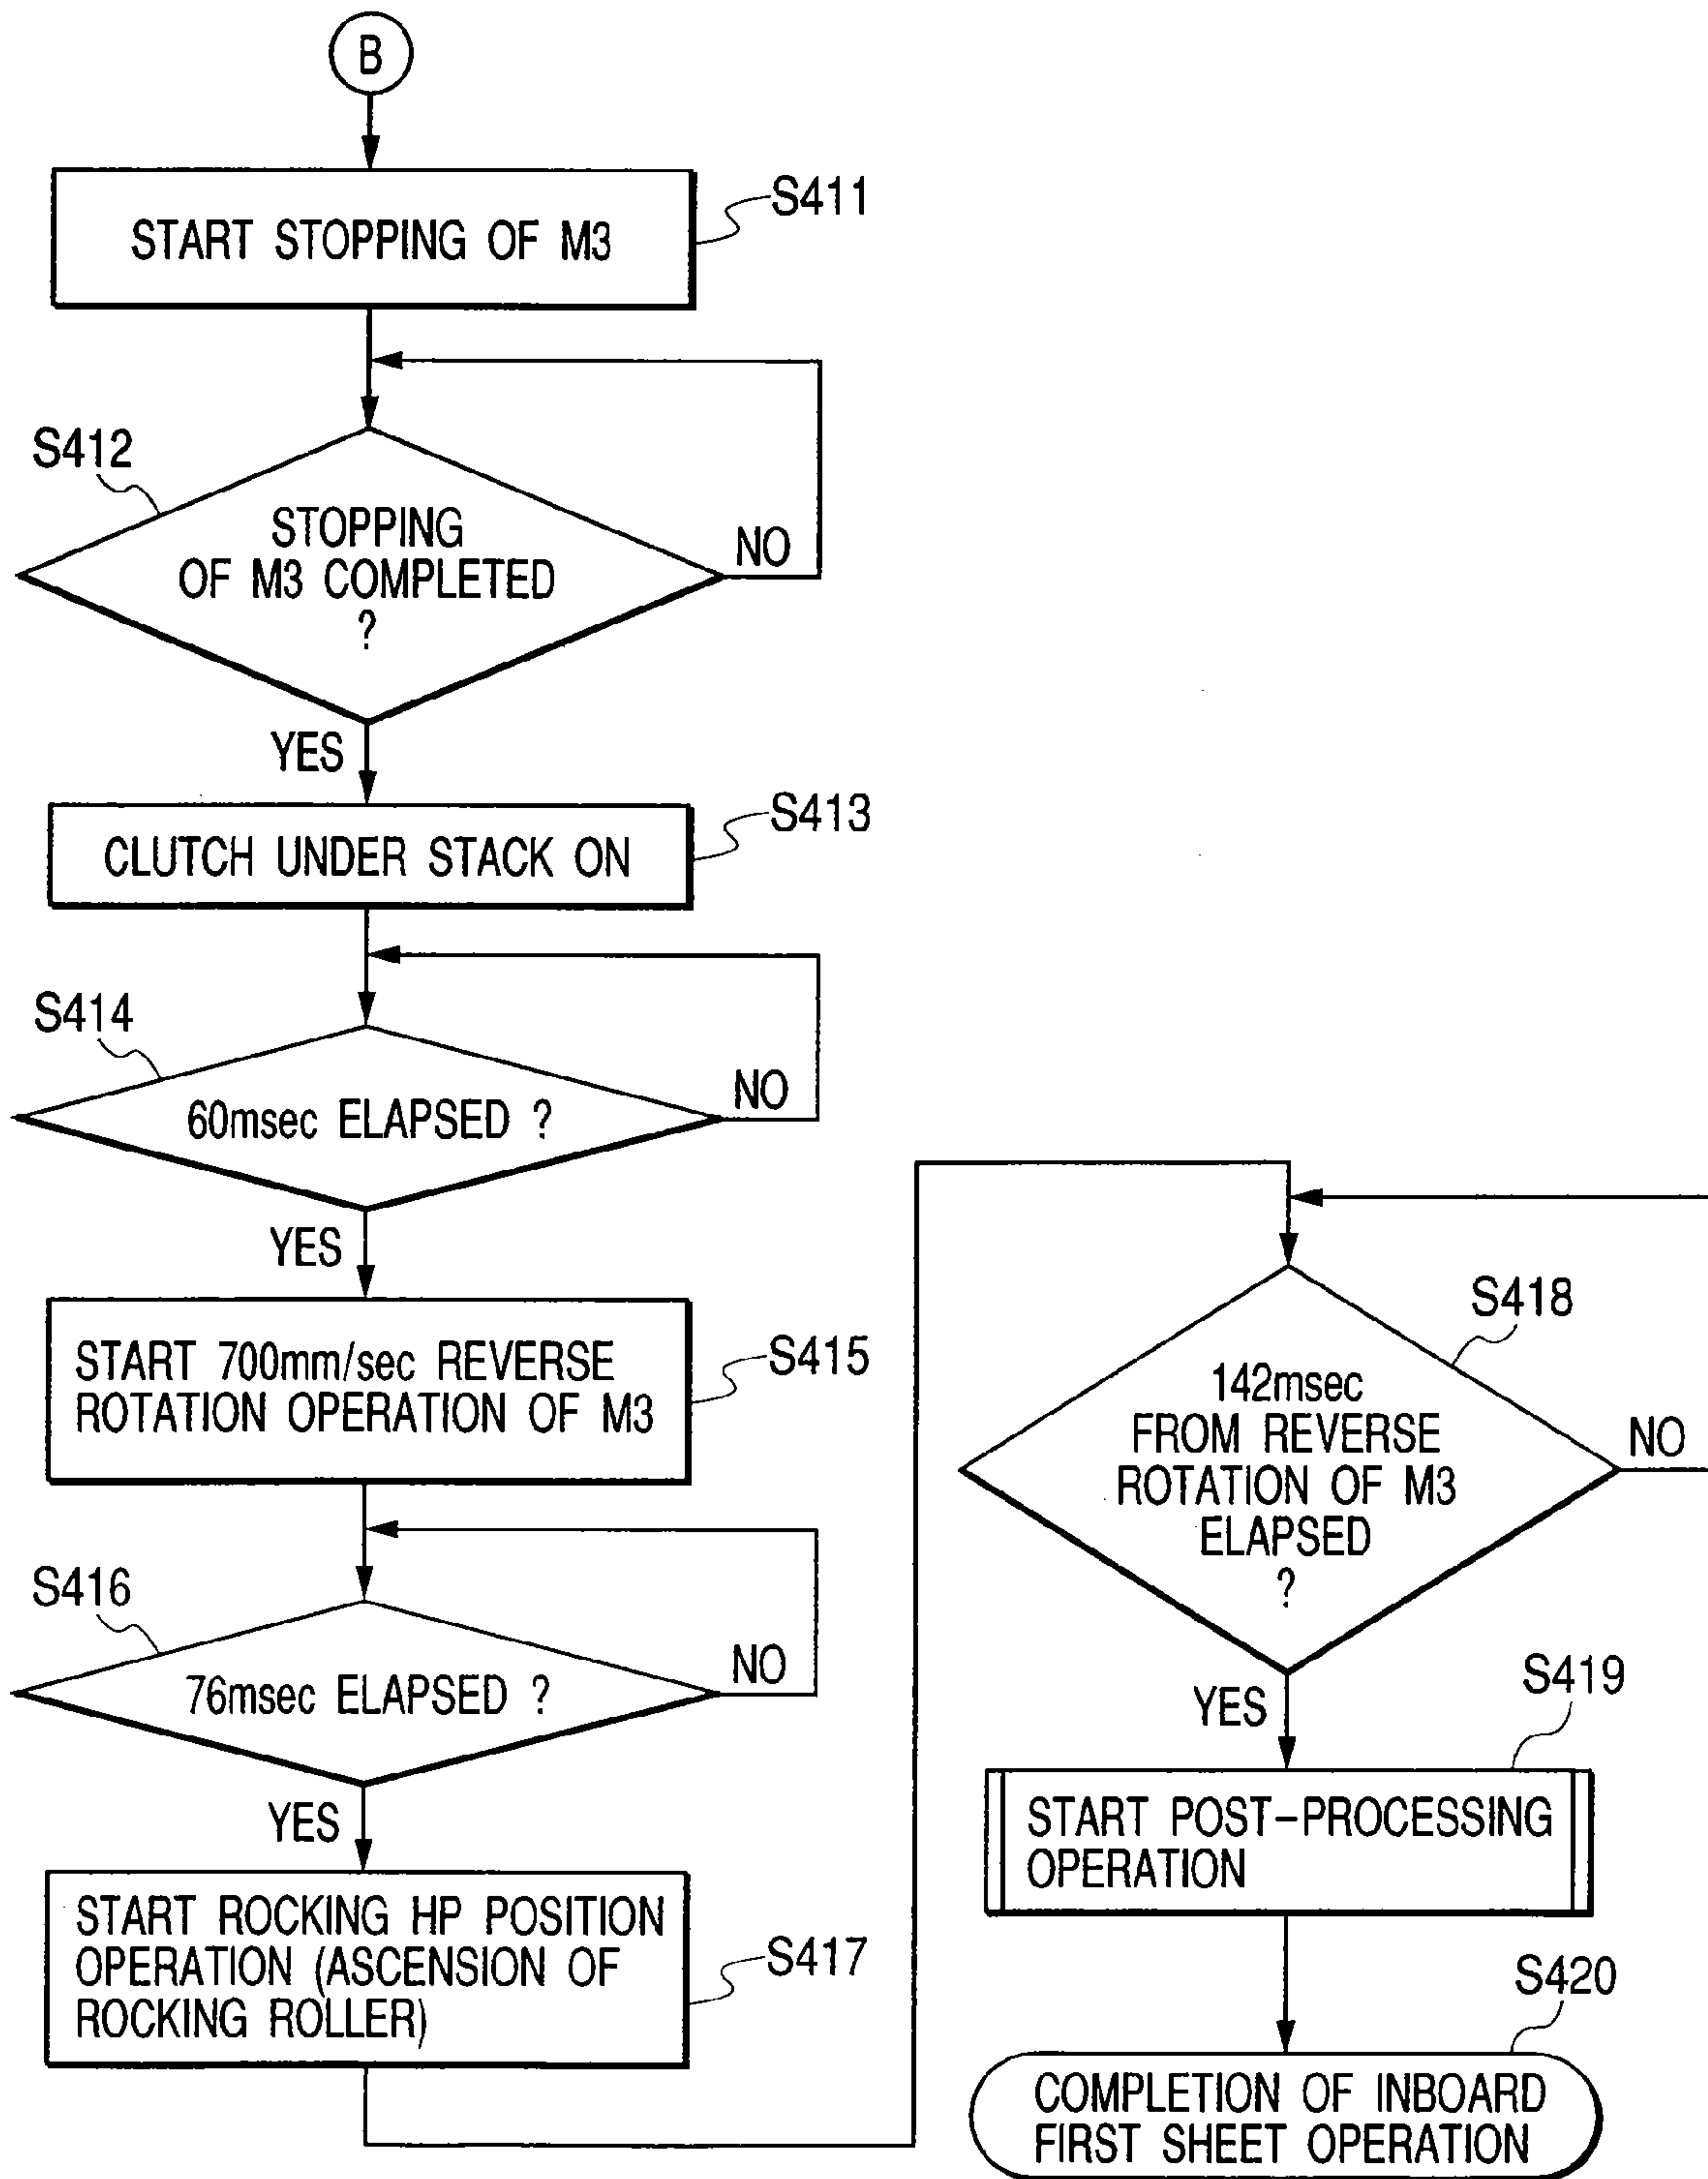 B
START STOPPING OF M3
S411
S412
STOPPING
OF M3 COMPLETED
?
NO
YES
CLUTCH UNDER STACK ON
S413
S414
60msec ELAPSED ?
NO
YES
START 700mm/sec REVERSE
ROTATION OPERATION OF M3
S415
S416
76msec ELAPSED ?
NO
YES
START ROCKING HP POSITION
OPERATION (ASCENSION OF
ROCKING ROLLER)
S417
S418
142msec
FROM REVERSE
ROTATION OF M3
ELAPSED
?
NO
YES
S419
START POST-PROCESSING
OPERATION
S420
COMPLETION OF INBOARD
FIRST SHEET OPERATION